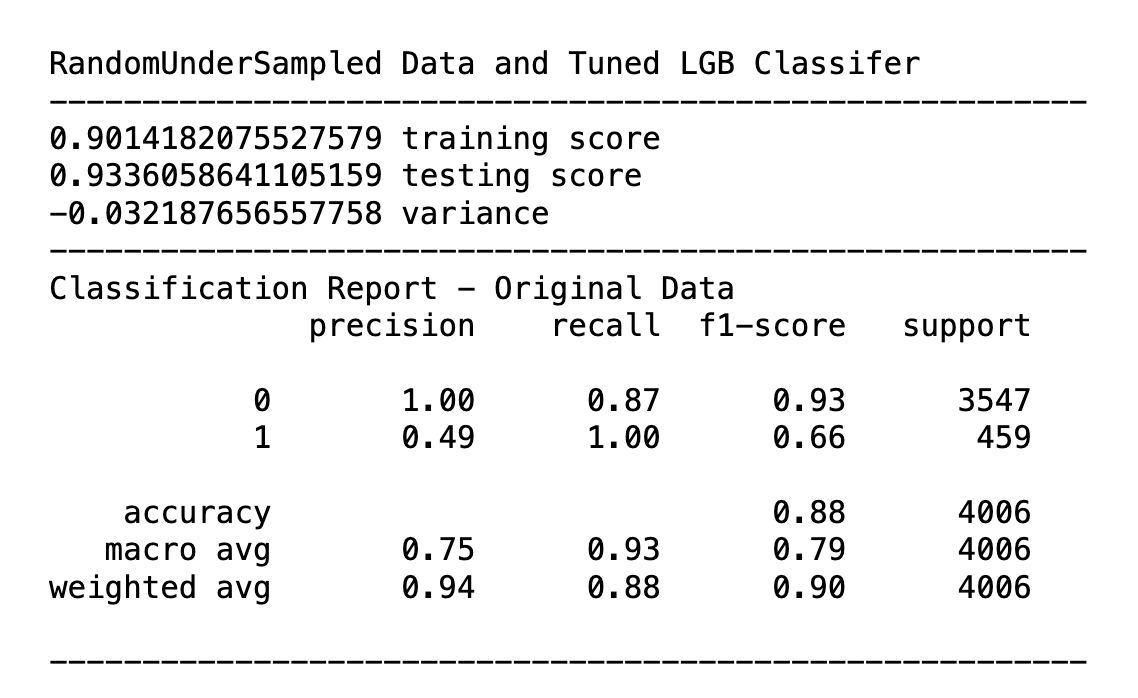 RandomUnderSampled Data and Tuned LGB Classifer
--------------------------------------------------------
0.9014182075527579 training score
0.9336058641105159 testing score
-0.032187656557758 variance
--------------------------------------------------------
Classification Report - Original Data
precision recall f1-score support
0 1.00 0.87 0.93 3547
1 0.49 1.00 0.66 459
accuracy 0.88 4006
macro avg 0.75 0.93 0.79 4006
weighted avg 0.94 0.88 0.90 4006
--------------------------------------------------------